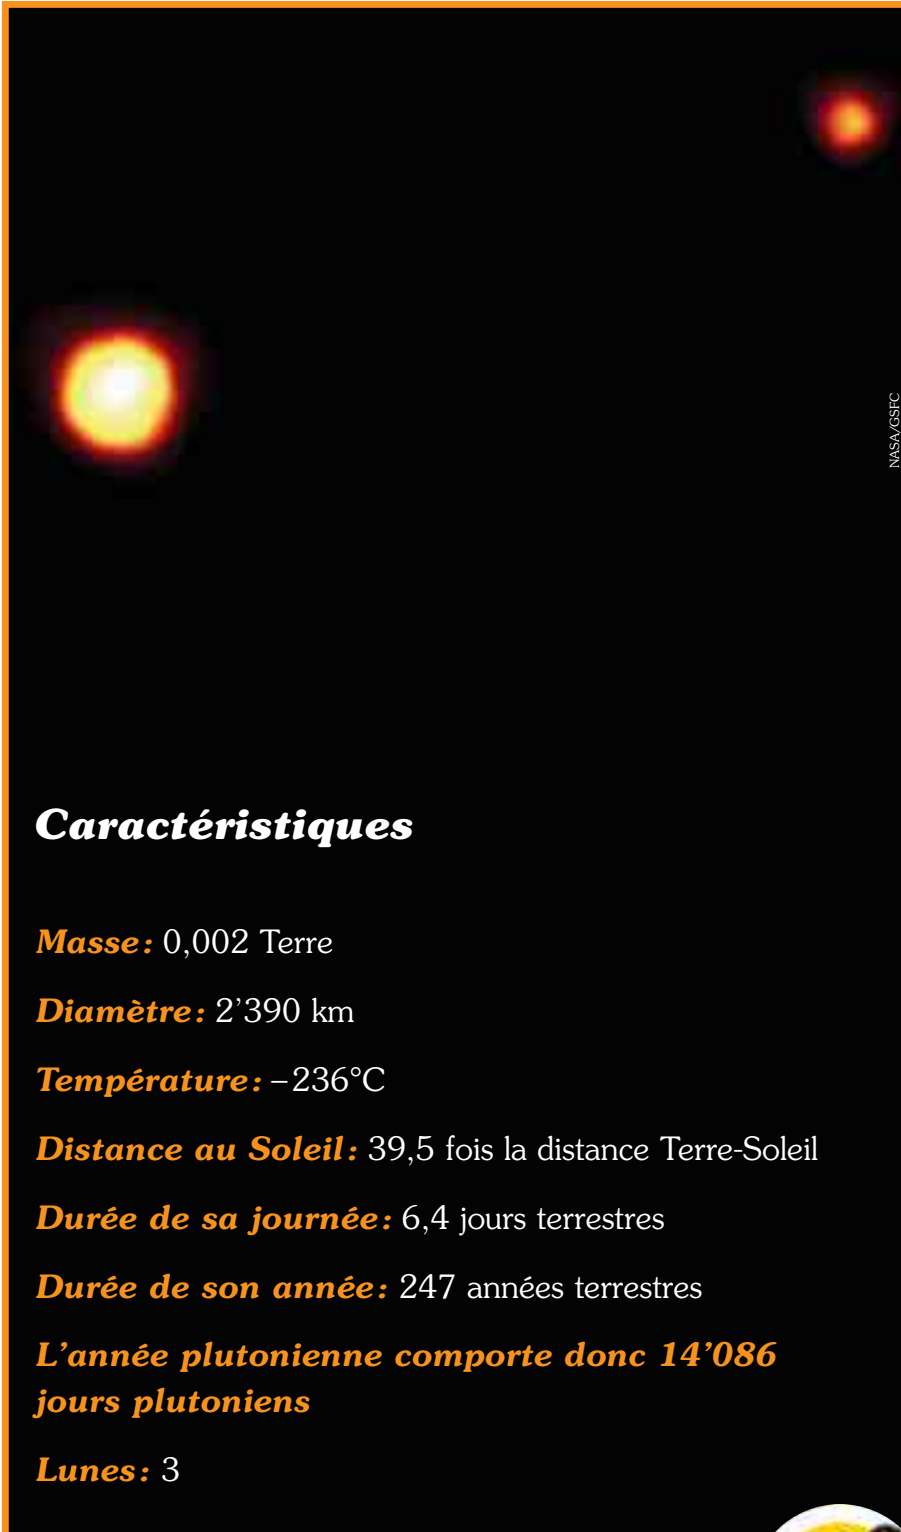 NASA/GSFC
Caractéristiques
Masse: 0,002 Terre
Diamètre: 2’390 km
Température: –236°C
Distance au Soleil: 39,5 fois la distance Terre-Soleil
Durée de sa journée: 6,4 jours terrestres
Durée de son année: 247 années terrestres
L’année plutonienne comporte donc 14’086
jours plutoniens
Lunes: 3